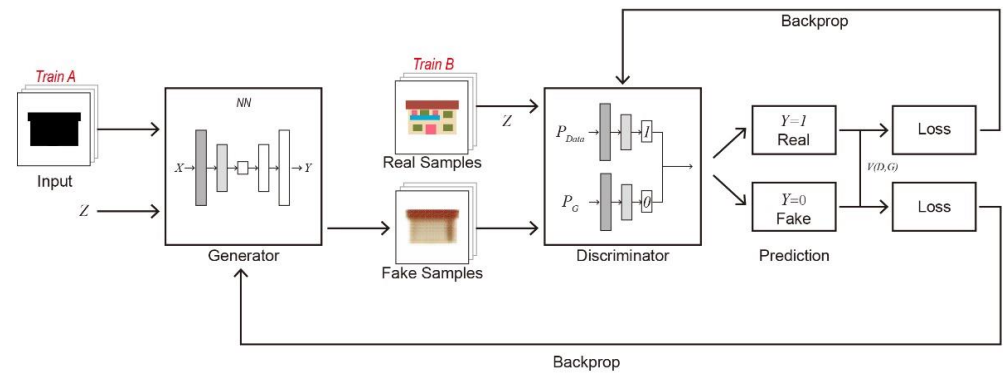 Backprop
Train A
Train B
NN
X
Y
Z
Input
Generator
Z
Real Samples
Fake Samples
P_Data
1
P_G
0
Discriminator
Y=1
Real
Y=0
Fake
Prediction
V(D,G)
Loss
Loss
Backprop